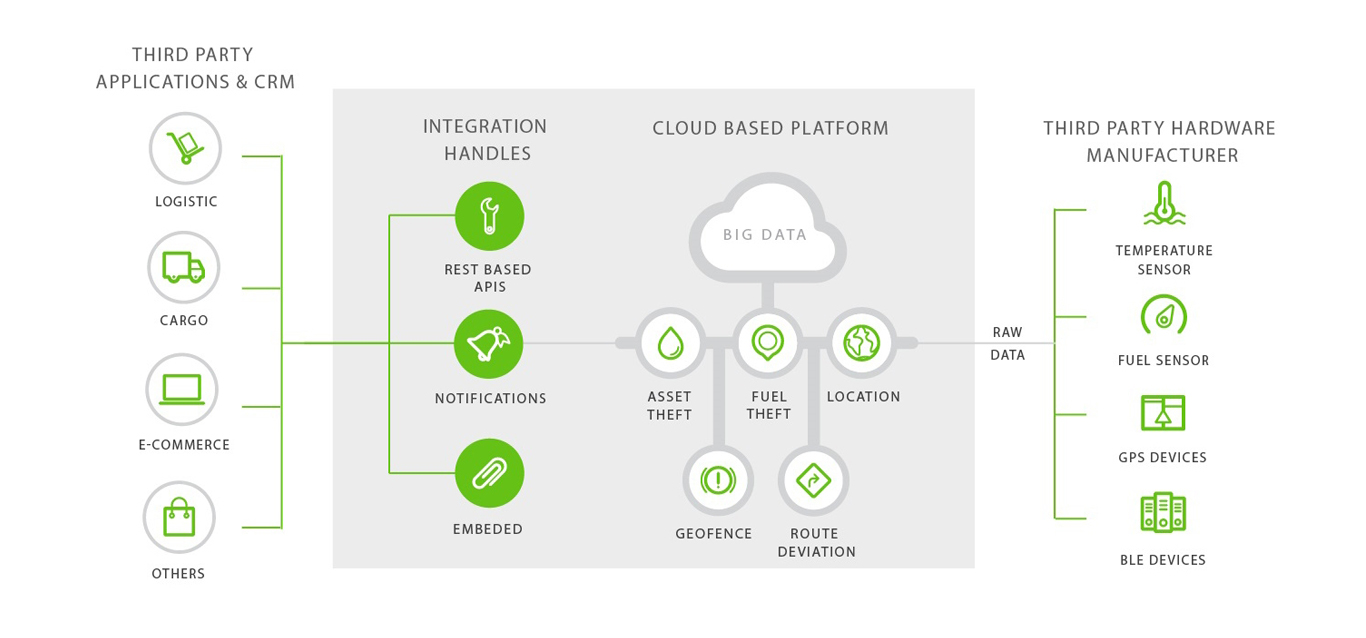 THIRD PARTY
APPLICATIONS & CRM
LOGISTIC
CARGO
E-COMMERCE
OTHERS
INTEGRATION
HANDLES
REST BASED
APIS
NOTIFICATIONS
EMBEDED
CLOUD BASED PLATFORM
BIG DATA
ASSET
THEFT
FUEL
THEFT
LOCATION
GEOFENCE
ROUTE
DEVIATION
RAW
DATA
THIRD PARTY HARDWARE
MANUFACTURER
TEMPERATURE
SENSOR
FUEL SENSOR
GPS DEVICES
BLE DEVICES